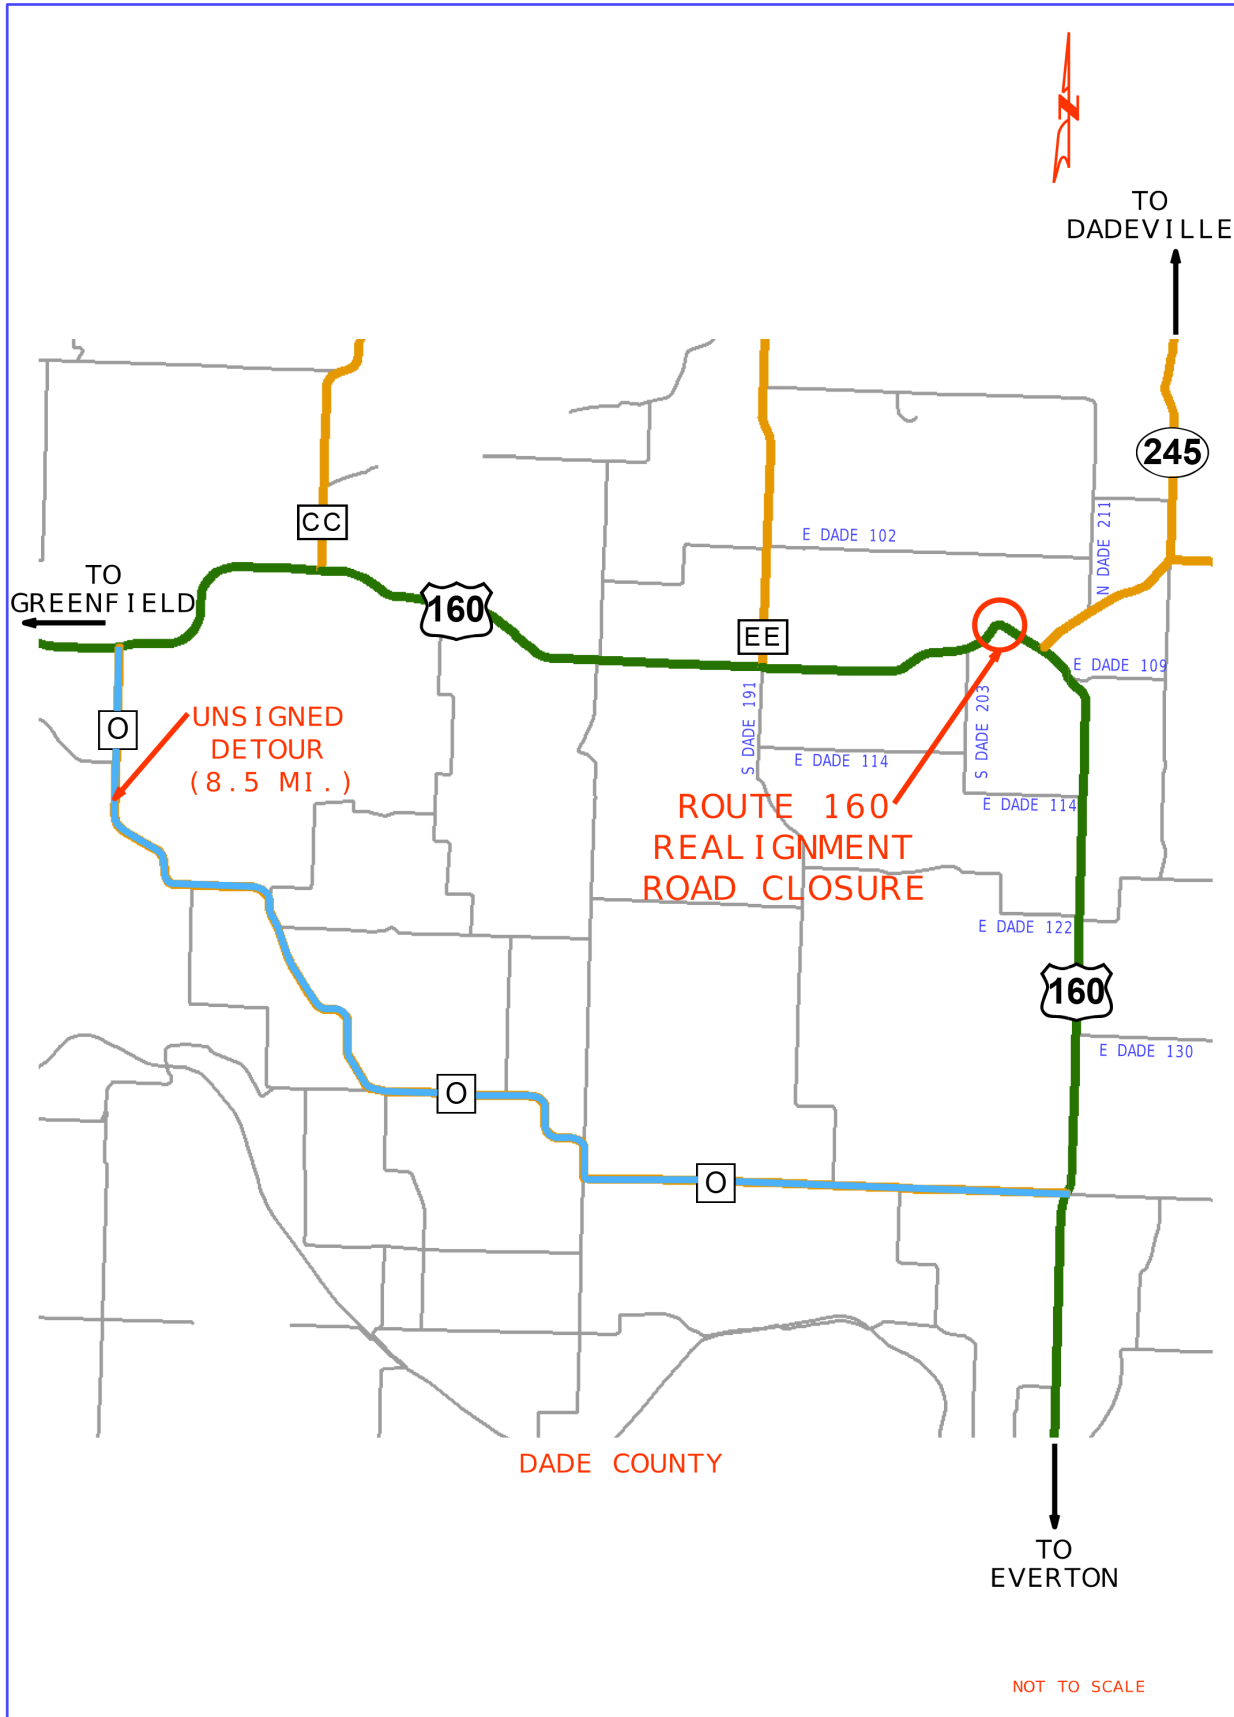 N
TO
DADEVILLE
245
CC
E DADE 102
N DADE 211
TO
GREENFIELD
160
EE
E DADE 109
S DADE 191
S DADE 203
O
UNSIGNED
DETOUR
(8.5 MI.)
E DADE 114
E DADE 114
ROUTE 160
REALIGNMENT
ROAD CLOSURE
E DADE 122
160
E DADE 130
O
O
DADE COUNTY
TO
EVERTON
NOT TO SCALE